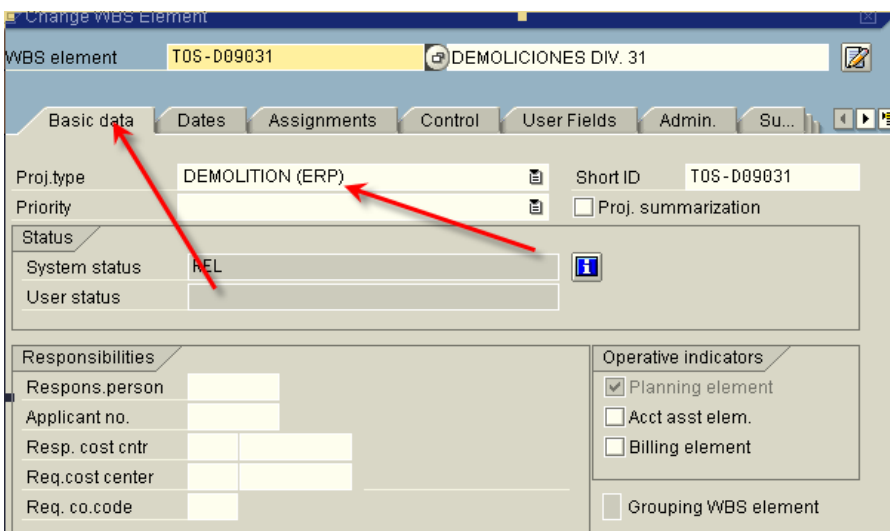 Change WBS Element
WBS element T0S-D09031 DEMOLICIONES DIV. 31
Basic data Dates Assignments Control User Fields Admin. Su...
Proj.type DEMOLITION (ERP) Short ID T0S-D09031
Priority Proj. summarization
Status
System status REL
User status
Responsibilities Operative indicators
Respons.person Planning element
Applicant no. Acct asst elem.
Resp. cost cntr Billing element
Req.cost center
Req. co.code Grouping WBS element